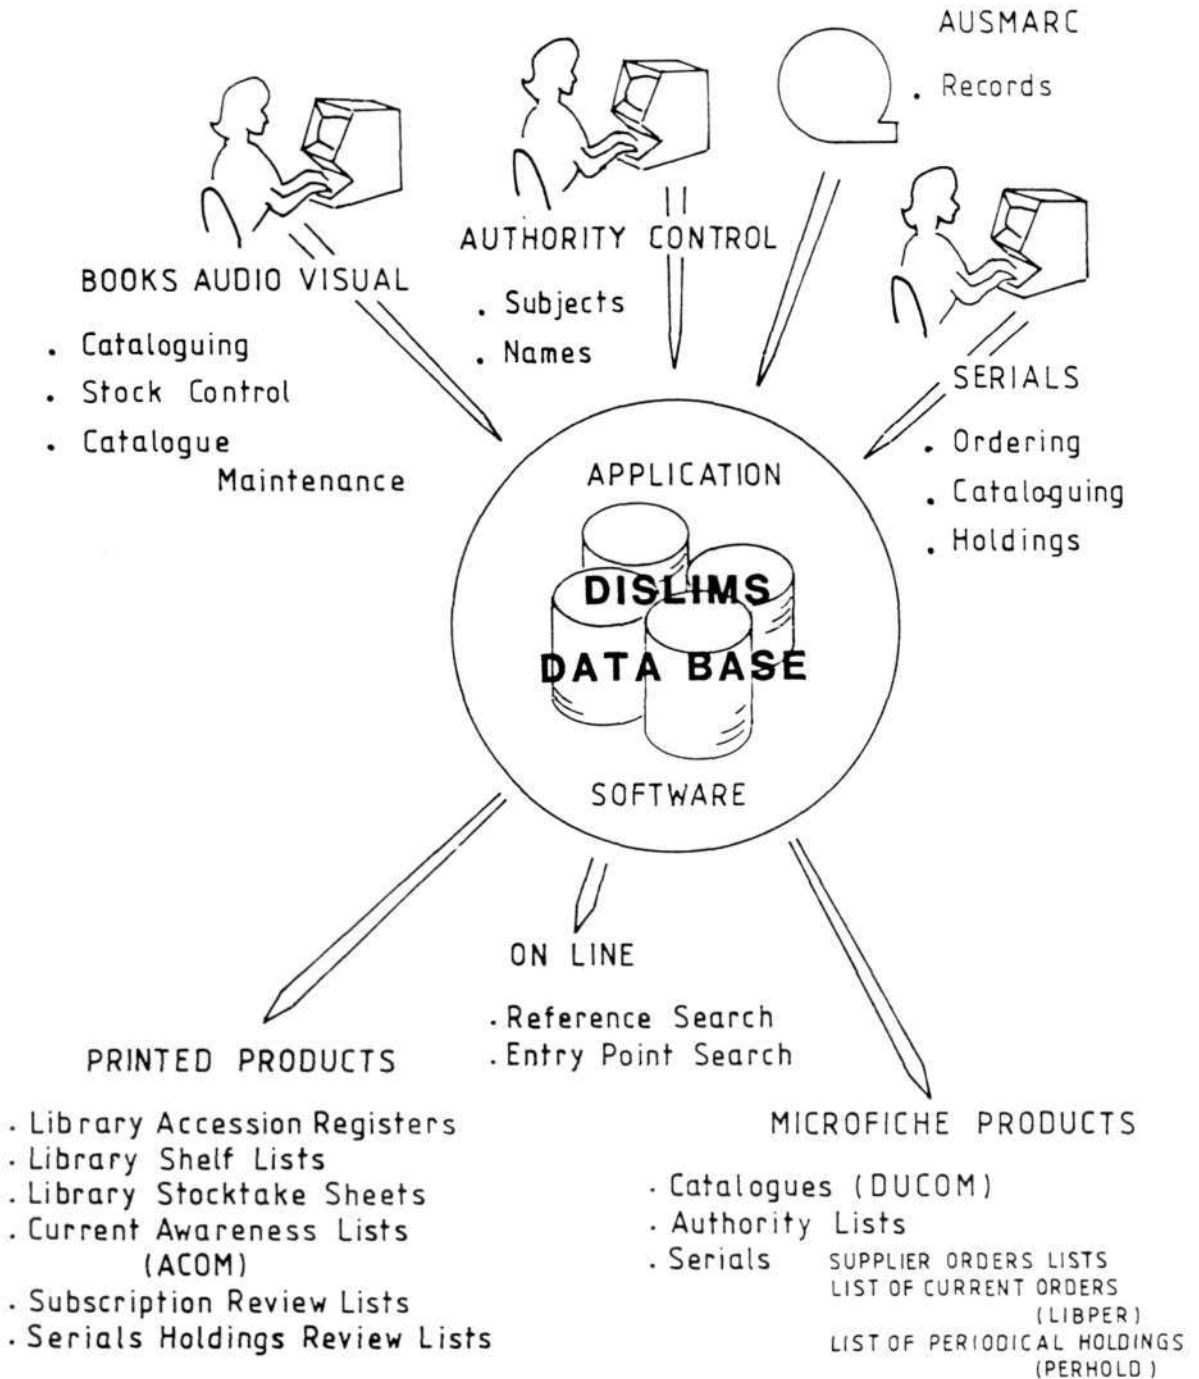 AUSMARC
. Records
AUTHORITY CONTROL
. Subjects
. Names
BOOKS AUDIO VISUAL
. Cataloguing
. Stock Control
. Catalogue
Maintenance
SERIALS
. Ordering
. Cataloguing
. Holdings
APPLICATION
DISLIMS
DATA BASE
SOFTWARE
ON LINE
. Reference Search
. Entry Point Search
PRINTED PRODUCTS
. Library Accession Registers
. Library Shelf Lists
. Library Stocktake Sheets
. Current Awareness Lists
(ACOM)
. Subscription Review Lists
. Serials Holdings Review Lists
MICROFICHE PRODUCTS
. Catalogues (DUCOM)
. Authority Lists
. Serials SUPPLIER ORDERS LISTS
LIST OF CURRENT ORDERS
(LIBPER)
LIST OF PERIODICAL HOLDINGS
(PERHOLD)